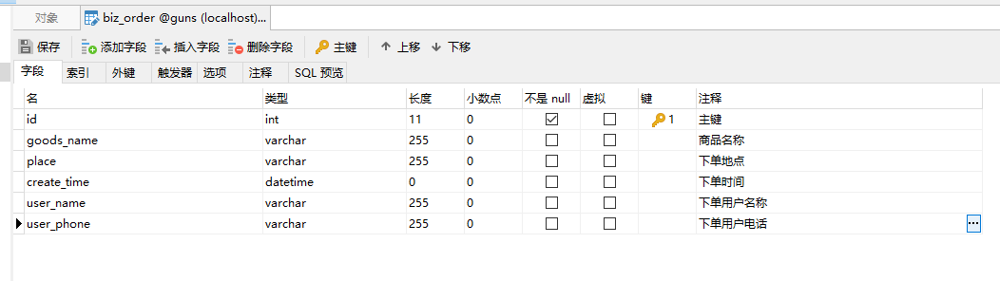 对象 biz_order @guns (localhost)...
保存 添加字段 插入字段 删除字段 主键 上移 下移
字段 索引 外键 触发器 选项 注释 SQL 预览
名 类型 长度 小数点 不是 null 虚拟 键 注释
id int 11 0 1 主键
goods_name varchar 255 0 商品名称
place varchar 255 0 下单地点
create_time datetime 0 0 下单时间
user_name varchar 255 0 下单用户名称
user_phone varchar 255 0 下单用户电话 ...